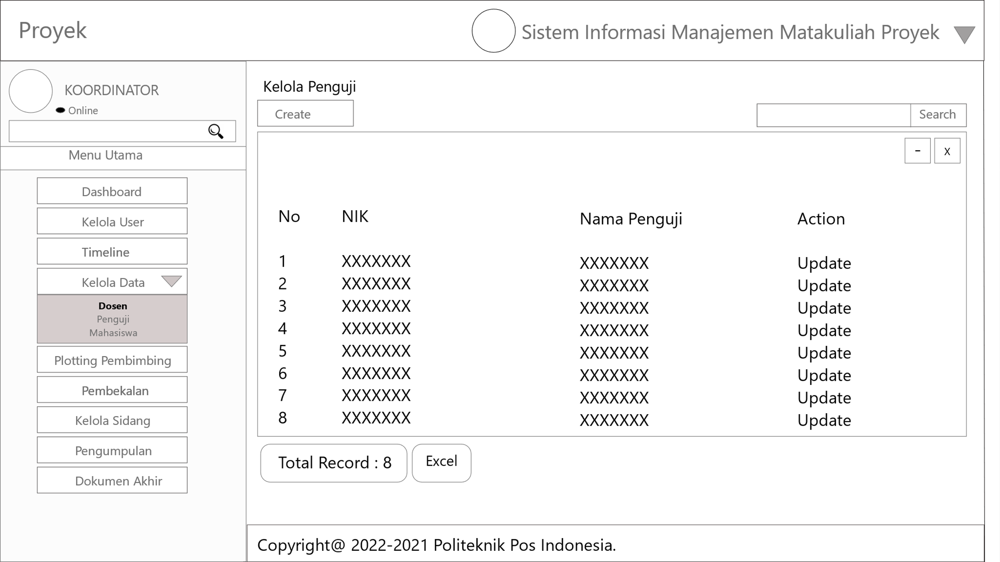 Proyek
Sistem Informasi Manajemen Matakuliah Proyek
KOORDINATOR
Online
Menu Utama
Dashboard
Kelola User
Timeline
Kelola Data
Dosen
Penguji
Mahasiswa
Plotting Pembimbing
Pembekalan
Kelola Sidang
Pengumpulan
Dokumen Akhir
Kelola Penguji
Create
Search
- x
No NIK Nama Penguji Action
1 XXXXXXX XXXXXXX Update
2 XXXXXXX XXXXXXX Update
3 XXXXXXX XXXXXXX Update
4 XXXXXXX XXXXXXX Update
5 XXXXXXX XXXXXXX Update
6 XXXXXXX XXXXXXX Update
7 XXXXXXX XXXXXXX Update
8 XXXXXXX XXXXXXX Update
Total Record : 8
Excel
Copyright@ 2022-2021 Politeknik Pos Indonesia.